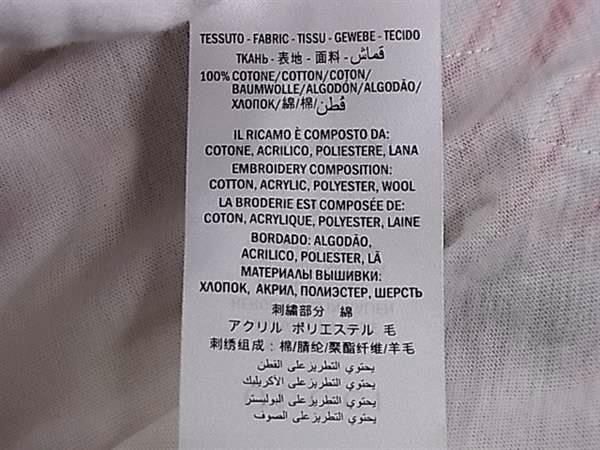 TESSUTO - FABRIC - TISSU - GEWEBE - TECIDO
ТКАНЬ - 表地 - 面料 - قماش
100% COTONE/COTTON/COTON/
BAUMWOLLE/ALGODÓN/ALGODÃO/
ХЛОПОК/綿/棉/قُطن
IL RICAMO È COMPOSTO DA:
COTONE, ACRILICO, POLIESTERE, LANA
EMBROIDERY COMPOSITION:
COTTON, ACRYLIC, POLYESTER, WOOL
LA BRODERIE EST COMPOSÉE DE:
COTON, ACRYLIQUE, POLYESTER, LAINE
BORDADO: ALGODÃO,
ACRILICO, POLIESTER, LÃ
МАТЕРИАЛЫ ВЫШИВКИ:
ХЛОПОК, АКРИЛ, ПОЛИЭСТЕР, ШЕРСТЬ
刺繍部分 綿
アクリル ポリエステル 毛
刺绣组成：棉/腈纶/聚酯纤维/羊毛
يحتوي التطريز على القطن
يحتوي التطريز على الأكريليك
يحتوي التطريز على البوليستر
يحتوي التطريز على الصوف